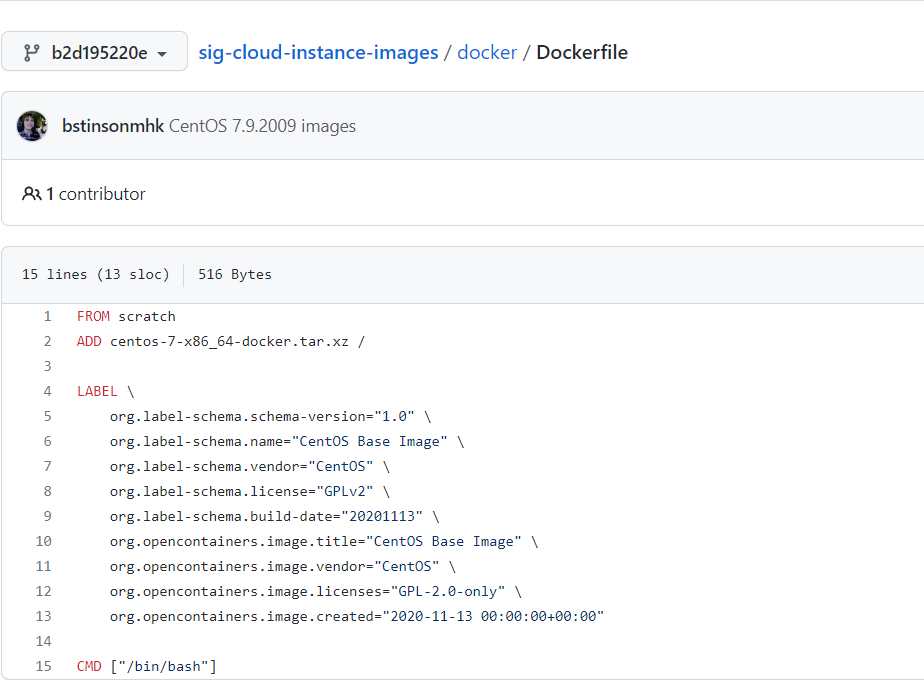 b2d195220e sig-cloud-instance-images / docker / Dockerfile
bstinsonmhk CentOS 7.9.2009 images
1 contributor
15 lines (13 sloc) 516 Bytes
1 FROM scratch
2 ADD centos-7-x86_64-docker.tar.xz /
3
4 LABEL \
5     org.label-schema.schema-version="1.0" \
6     org.label-schema.name="CentOS Base Image" \
7     org.label-schema.vendor="CentOS" \
8     org.label-schema.license="GPLv2" \
9     org.label-schema.build-date="20201113" \
10     org.opencontainers.image.title="CentOS Base Image" \
11     org.opencontainers.image.vendor="CentOS" \
12     org.opencontainers.image.licenses="GPL-2.0-only" \
13     org.opencontainers.image.created="2020-11-13 00:00:00+00:00"
14
15 CMD ["/bin/bash"]